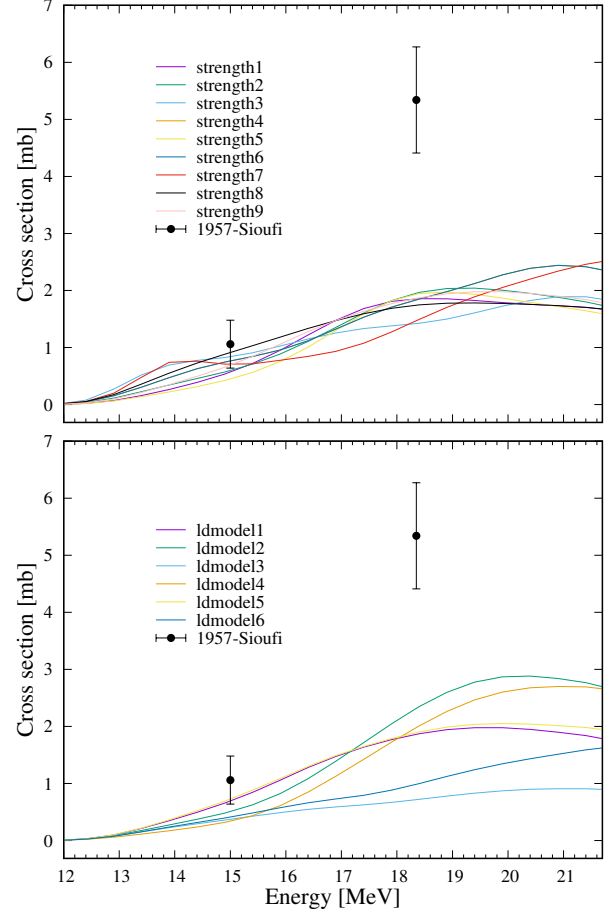 7
6
5
4
3
2
1
0
Cross section [mb]
strength1
strength2
strength3
strength4
strength5
strength6
strength7
strength8
strength9
1957-Sioufi
7
6
5
4
3
2
1
0
Cross section [mb]
ldmodel1
ldmodel2
ldmodel3
ldmodel4
ldmodel5
ldmodel6
1957-Sioufi
12 13 14 15 16 17 18 19 20 21
Energy [MeV]